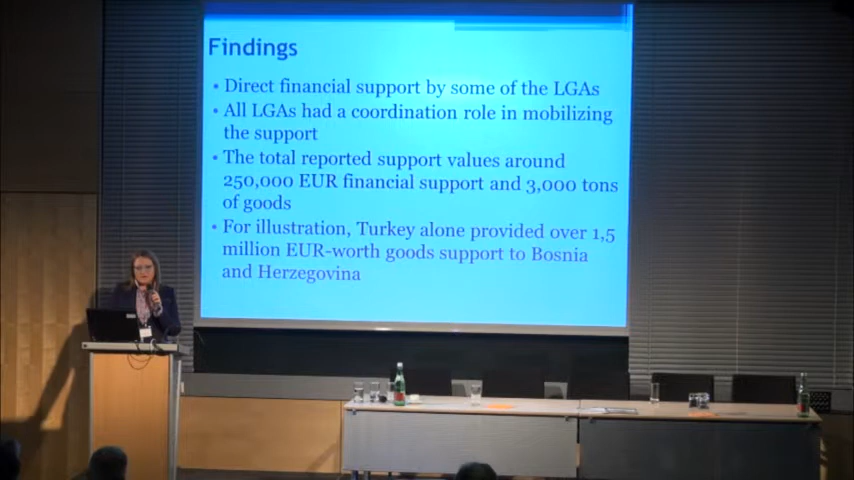 Findings
• Direct financial support by some of the LGAs
• All LGAs had a coordination role in mobilizing
the support
• The total reported support values around
250,000 EUR financial support and 3,000 tons
of goods
• For illustration, Turkey alone provided over 1,5
million EUR-worth goods support to Bosnia
and Herzegovina